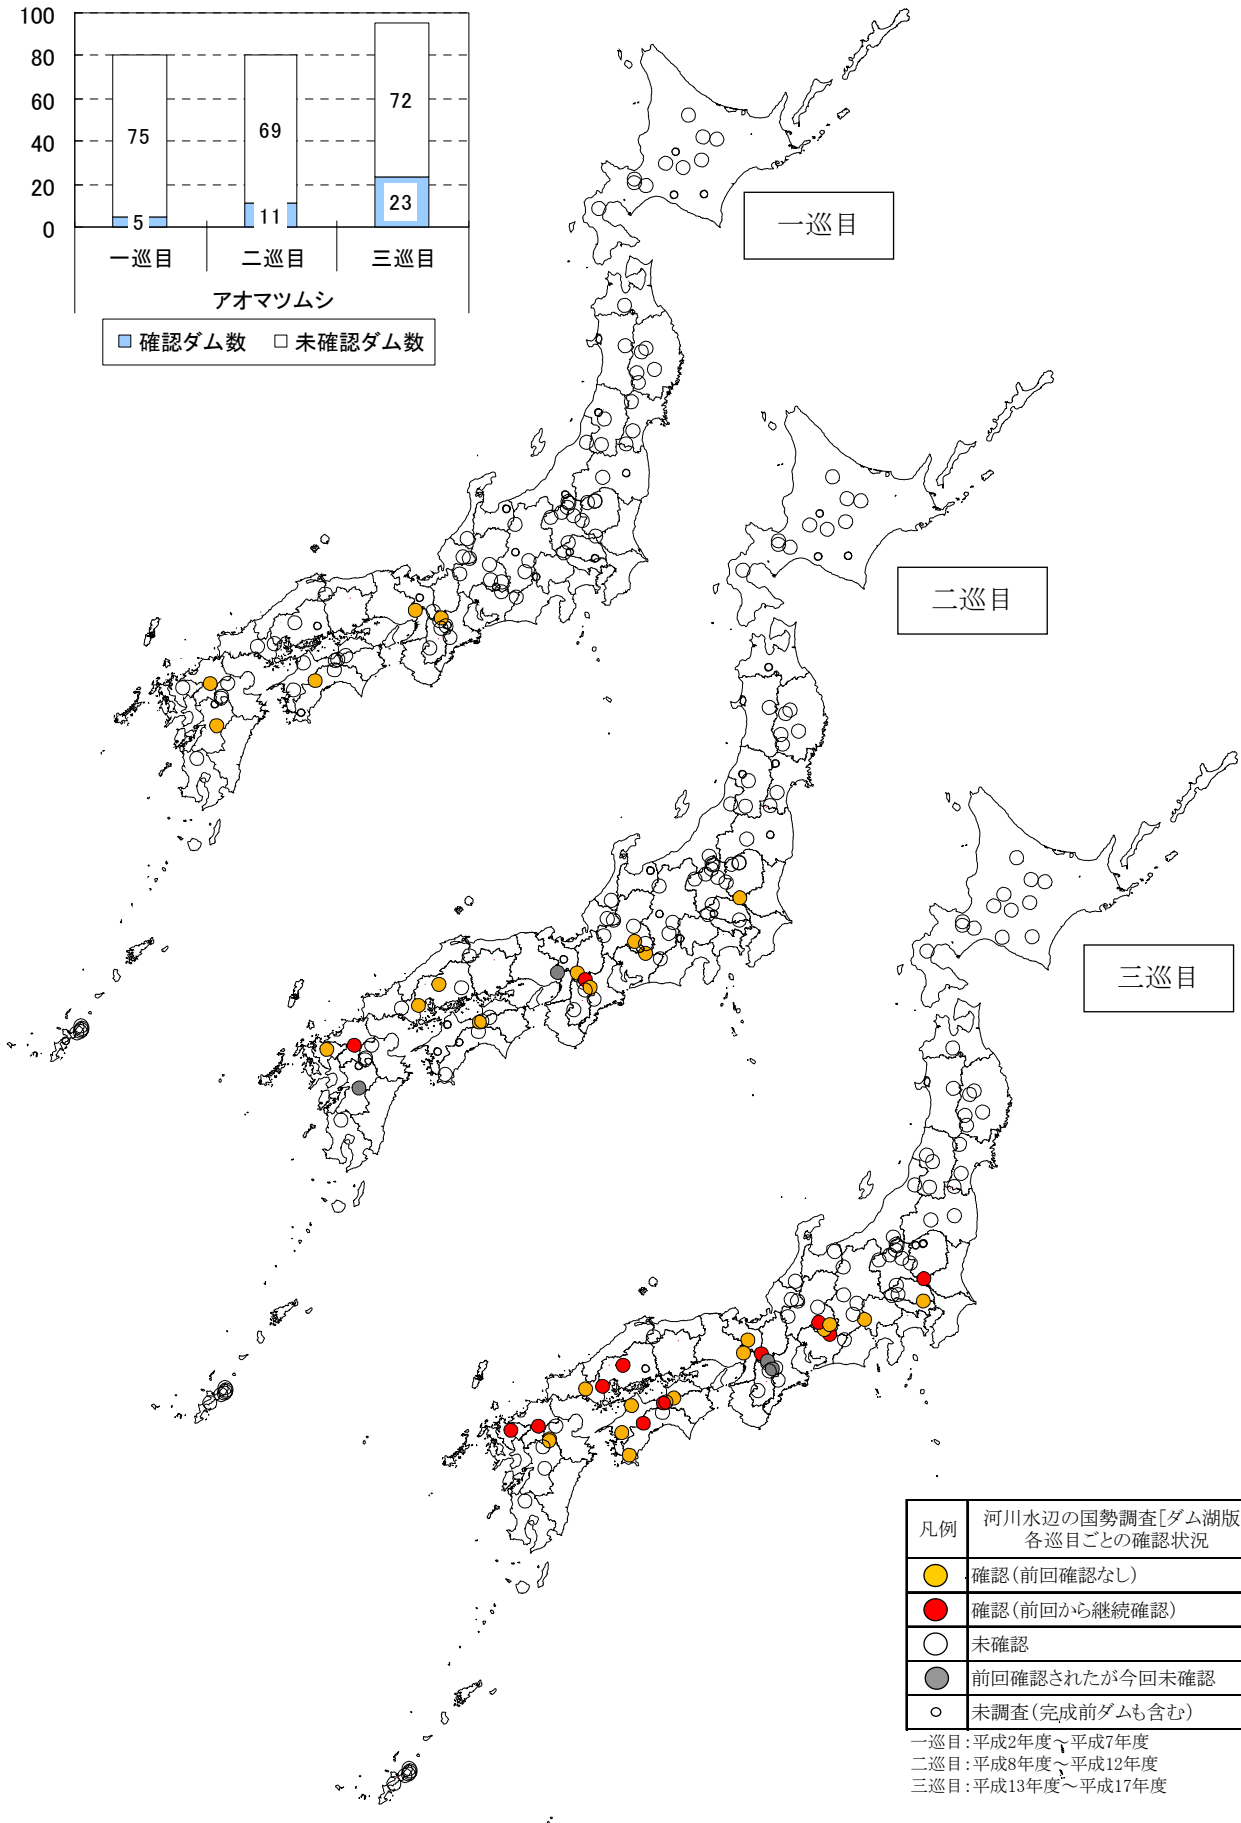 100
80
60
40
20
0
75
69
72
5
11
23
一巡目
二巡目
三巡目
アオマツムシ
確認ダム数
未確認ダム数
一巡目
二巡目
三巡目
凡例
河川水辺の国勢調査[ダム湖版
各巡目ごとの確認状況
確認(前回確認なし)
確認(前回から継続確認)
未確認
前回確認されたが今回未確認
未調査(完成前ダムも含む)
一巡目:平成2年度~平成7年度
二巡目:平成8年度~平成12年度
三巡目:平成13年度~平成17年度